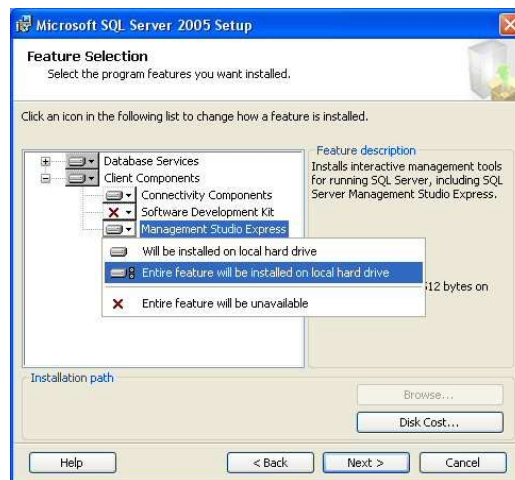 Microsoft SQL Server 2005 Setup
Feature Selection
Select the program features you want installed.
Click an icon in the following list to change how a feature is installed.
Database Services
Client Components
Connectivity Components
Software Development Kit
Management Studio Express
Will be installed on local hard drive
Entire feature will be installed on local hard drive
Entire feature will be unavailable
Feature description
Installs interactive management tools
for running SQL Server, including SQL
Server Management Studio Express.
512 bytes on
Installation path
Browse...
Disk Cost...
Help
< Back
Next >
Cancel